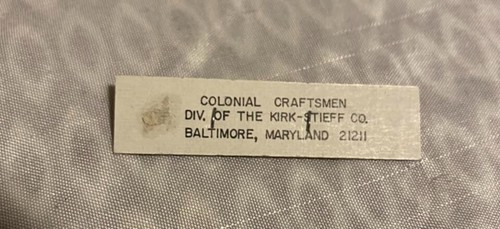 COLONIAL CRAFTSMEN
DIV. OF THE KIRK-STIEFF CO.
BALTIMORE, MARYLAND 21211